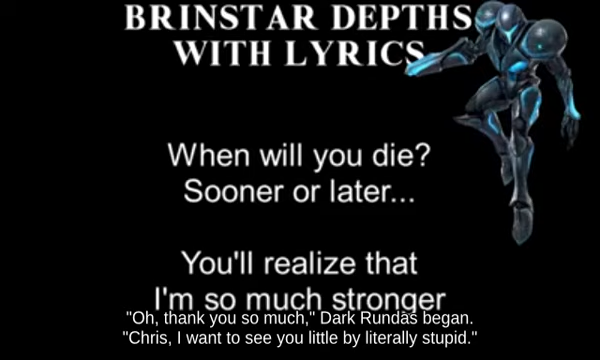 BRINSTAR DEPTHS
WITH LYRICS
When will you die?
Sooner or later...
You'll realize that
I'm so much stronger
"Oh, thank you so much," Dark Rundas began.
"Chris, I want to see you little by literally stupid."